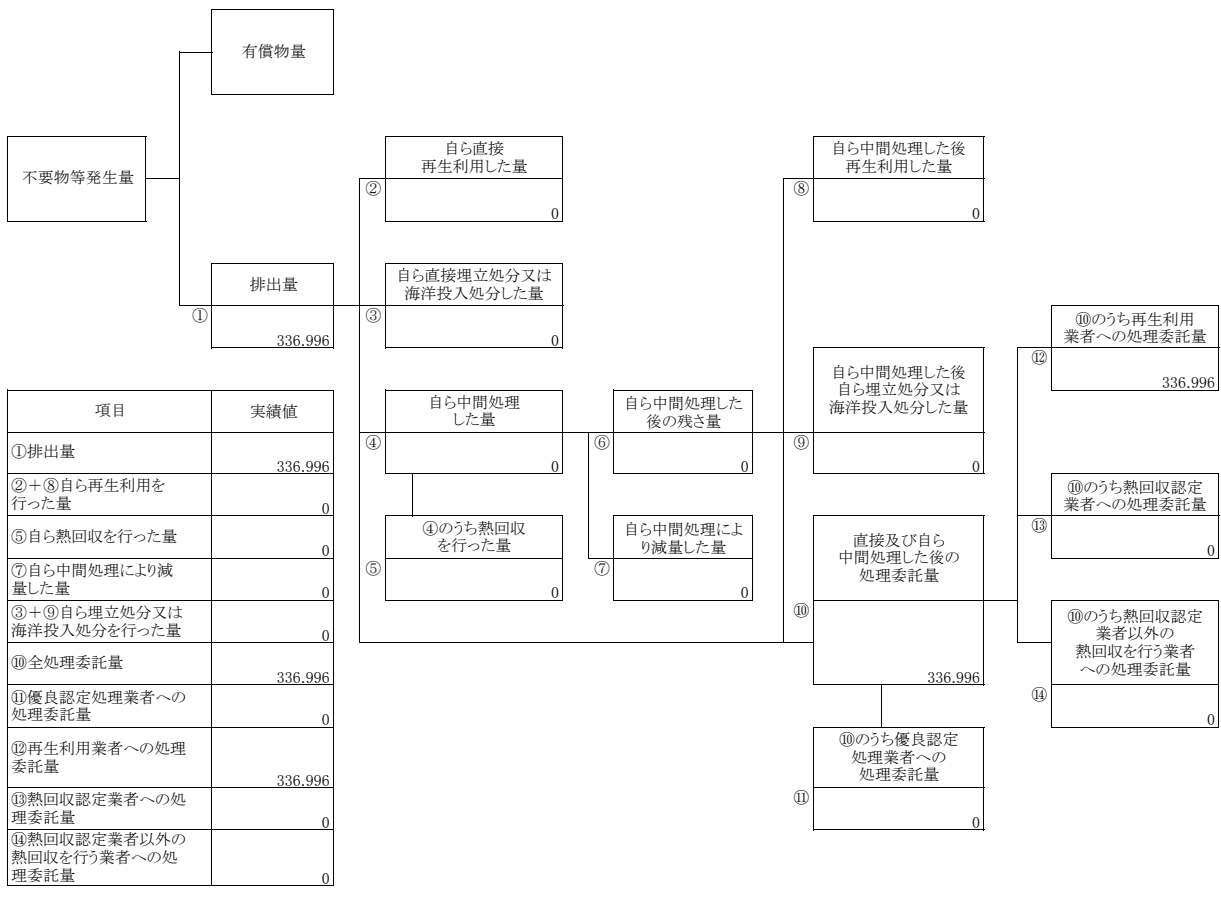 有償物量
不要物等発生量
排出量
①
336.996
自ら直接
再生利用した量
②
0
自ら直接埋立処分又は
海洋投入処分した量
③
0
自ら中間処理
した量
④
0
④のうち熱回収
を行った量
⑤
0
自ら中間処理した
後の残さ量
⑥
0
自ら中間処理によ
り減量した量
⑦
0
自ら中間処理した後
再生利用した量
⑧
0
自ら中間処理した後
自ら埋立処分又は
海洋投入処分した量
⑨
0
直接及び自ら
中間処理した後の
処理委託量
⑩
336.996
⑩のうち優良認定
処理業者への
処理委託量
⑪
0
⑩のうち再生利用
業者への処理委託量
⑫
336.996
⑩のうち熱回収認定
業者への処理委託量
⑬
0
⑩のうち熱回収認定
業者以外の
熱回収を行う業者
への処理委託量
⑭
0
項目 実績値
①排出量
336.996
②＋⑧自ら再生利用を
行った量
0
⑤自ら熱回収を行った量
0
⑦自ら中間処理により減
量した量
0
③＋⑨自ら埋立処分又は
海洋投入処分を行った量
0
⑩全処理委託量
336.996
⑪優良認定処理業者への
処理委託量
0
⑫再生利用業者への処理
委託量
336.996
⑬熱回収認定業者への処
理委託量
0
⑭熱回収認定業者以外の
熱回収を行う業者への処
理委託量
0